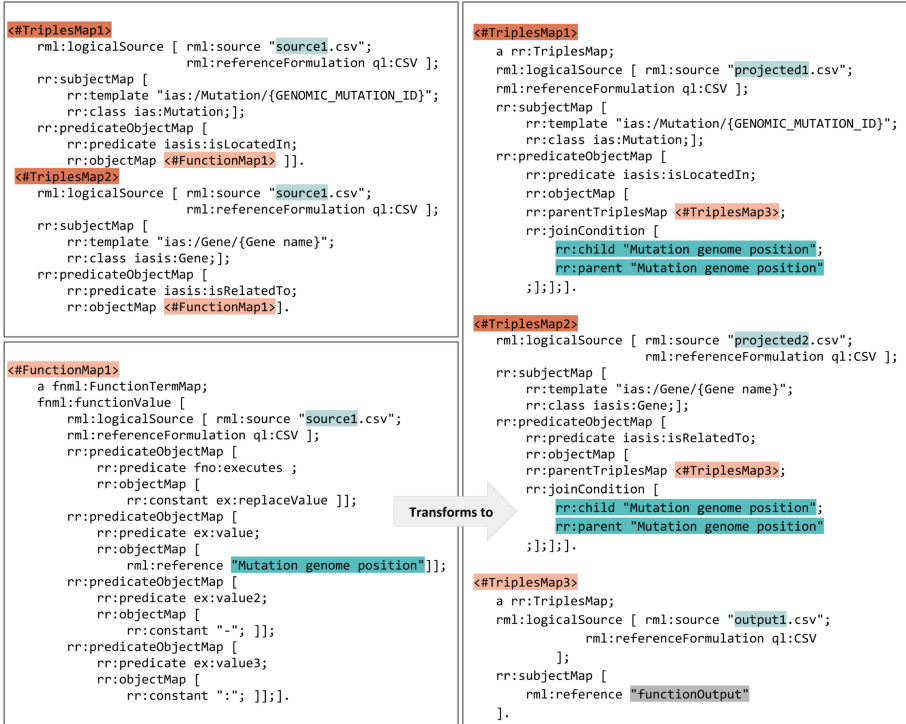 <#TriplesMap1>
rml:logicalSource [ rml:source "source1.csv";
rml:referenceFormulation ql:CSV ];
rr:subjectMap [
rr:template "ias:/Mutation/{GENOMIC_MUTATION_ID}";
rr:class ias:Mutation;];
rr:predicateObjectMap [
rr:predicate iasis:isLocatedIn;
rr:objectMap <#FunctionMap1> ]].
<#TriplesMap2>
rml:logicalSource [ rml:source "source1.csv";
rml:referenceFormulation ql:CSV ];
rr:subjectMap [
rr:template "ias:/Gene/{Gene name}";
rr:class iasis:Gene;];
rr:predicateObjectMap [
rr:predicate iasis:isRelatedTo;
rr:objectMap <#FunctionMap1>].
<#FunctionMap1>
a fnml:FunctionTermMap;
fnml:functionValue [
rml:logicalSource [ rml:source "source1.csv";
rml:referenceFormulation ql:CSV ];
rr:predicateObjectMap [
rr:predicate fno:executes ;
rr:objectMap [
rr:constant ex:replaceValue ]];
rr:predicateObjectMap [
rr:predicate ex:value;
rr:objectMap [
rml:reference "Mutation genome position"]];
rr:predicateObjectMap [
rr:predicate ex:value2;
rr:objectMap [
rr:constant "-"; ]];
rr:predicateObjectMap [
rr:predicate ex:value3;
rr:objectMap [
rr:constant ":"; ]];].
Transforms to
<#TriplesMap1>
a rr:TriplesMap;
rml:logicalSource [ rml:source "projected1.csv";
rml:referenceFormulation ql:CSV ];
rr:subjectMap [
rr:template "ias:/Mutation/{GENOMIC_MUTATION_ID}";
rr:class ias:Mutation;];
rr:predicateObjectMap [
rr:predicate iasis:isLocatedIn;
rr:objectMap [
rr:parentTriplesMap <#TriplesMap3>;
rr:joinCondition [
rr:child "Mutation genome position";
rr:parent "Mutation genome position"
;];];].
<#TriplesMap2>
rml:logicalSource [ rml:source "projected2.csv";
rml:referenceFormulation ql:CSV ];
rr:subjectMap [
rr:template "ias:/Gene/{Gene name}";
rr:class iasis:Gene;];
rr:predicateObjectMap [
rr:predicate iasis:isRelatedTo;
rr:objectMap [
rr:parentTriplesMap <#TriplesMap3>;
rr:joinCondition [
rr:child "Mutation genome position";
rr:parent "Mutation genome position"
;];];].
<#TriplesMap3>
a rr:TriplesMap;
rml:logicalSource [ rml:source "output1.csv";
rml:referenceFormulation ql:CSV
];
rr:subjectMap [
rml:reference "functionOutput"
].